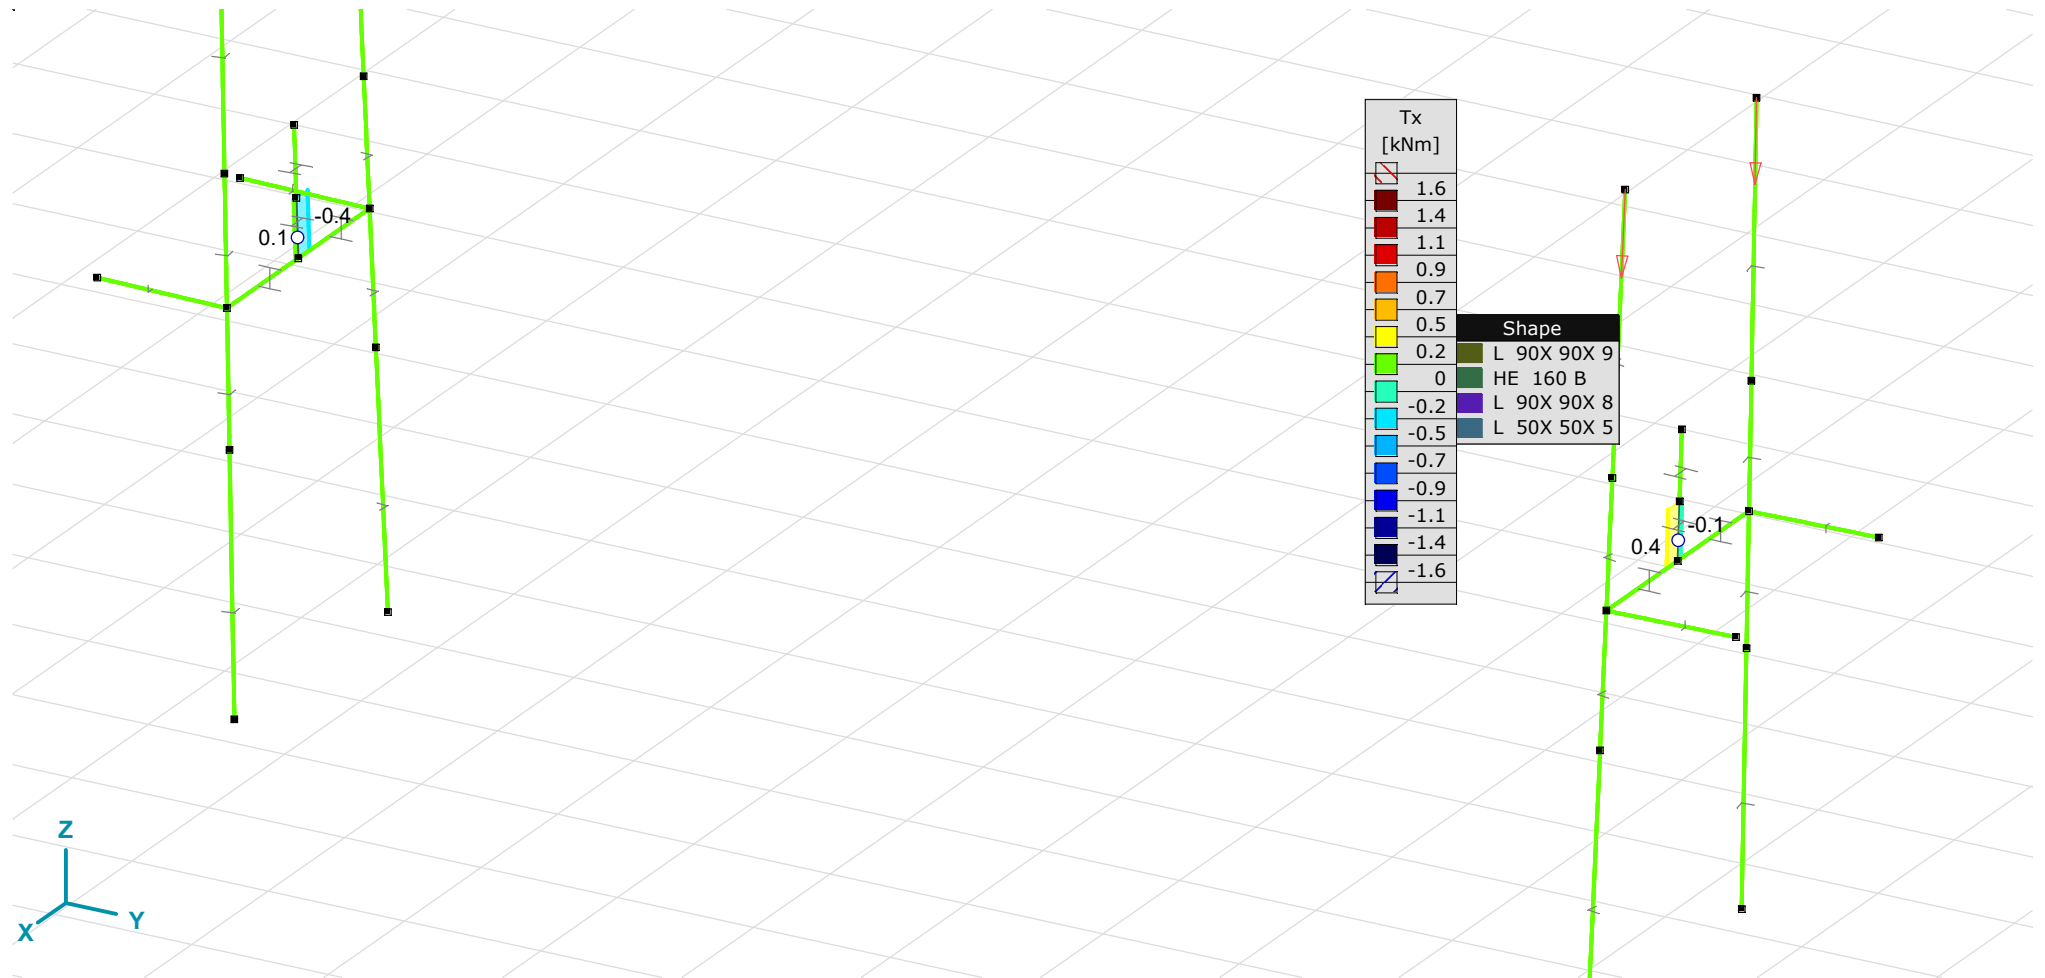 -0.4
0.1
Tx
[kNm]
1.6
1.4
1.1
0.9
0.7
0.5
0.2
0
-0.2
-0.5
-0.7
-0.9
-1.1
-1.4
-1.6
Shape
L 90X 90X 9
HE 160 B
L 90X 90X 8
L 50X 50X 5
-0.1
0.4
Z
Y
X